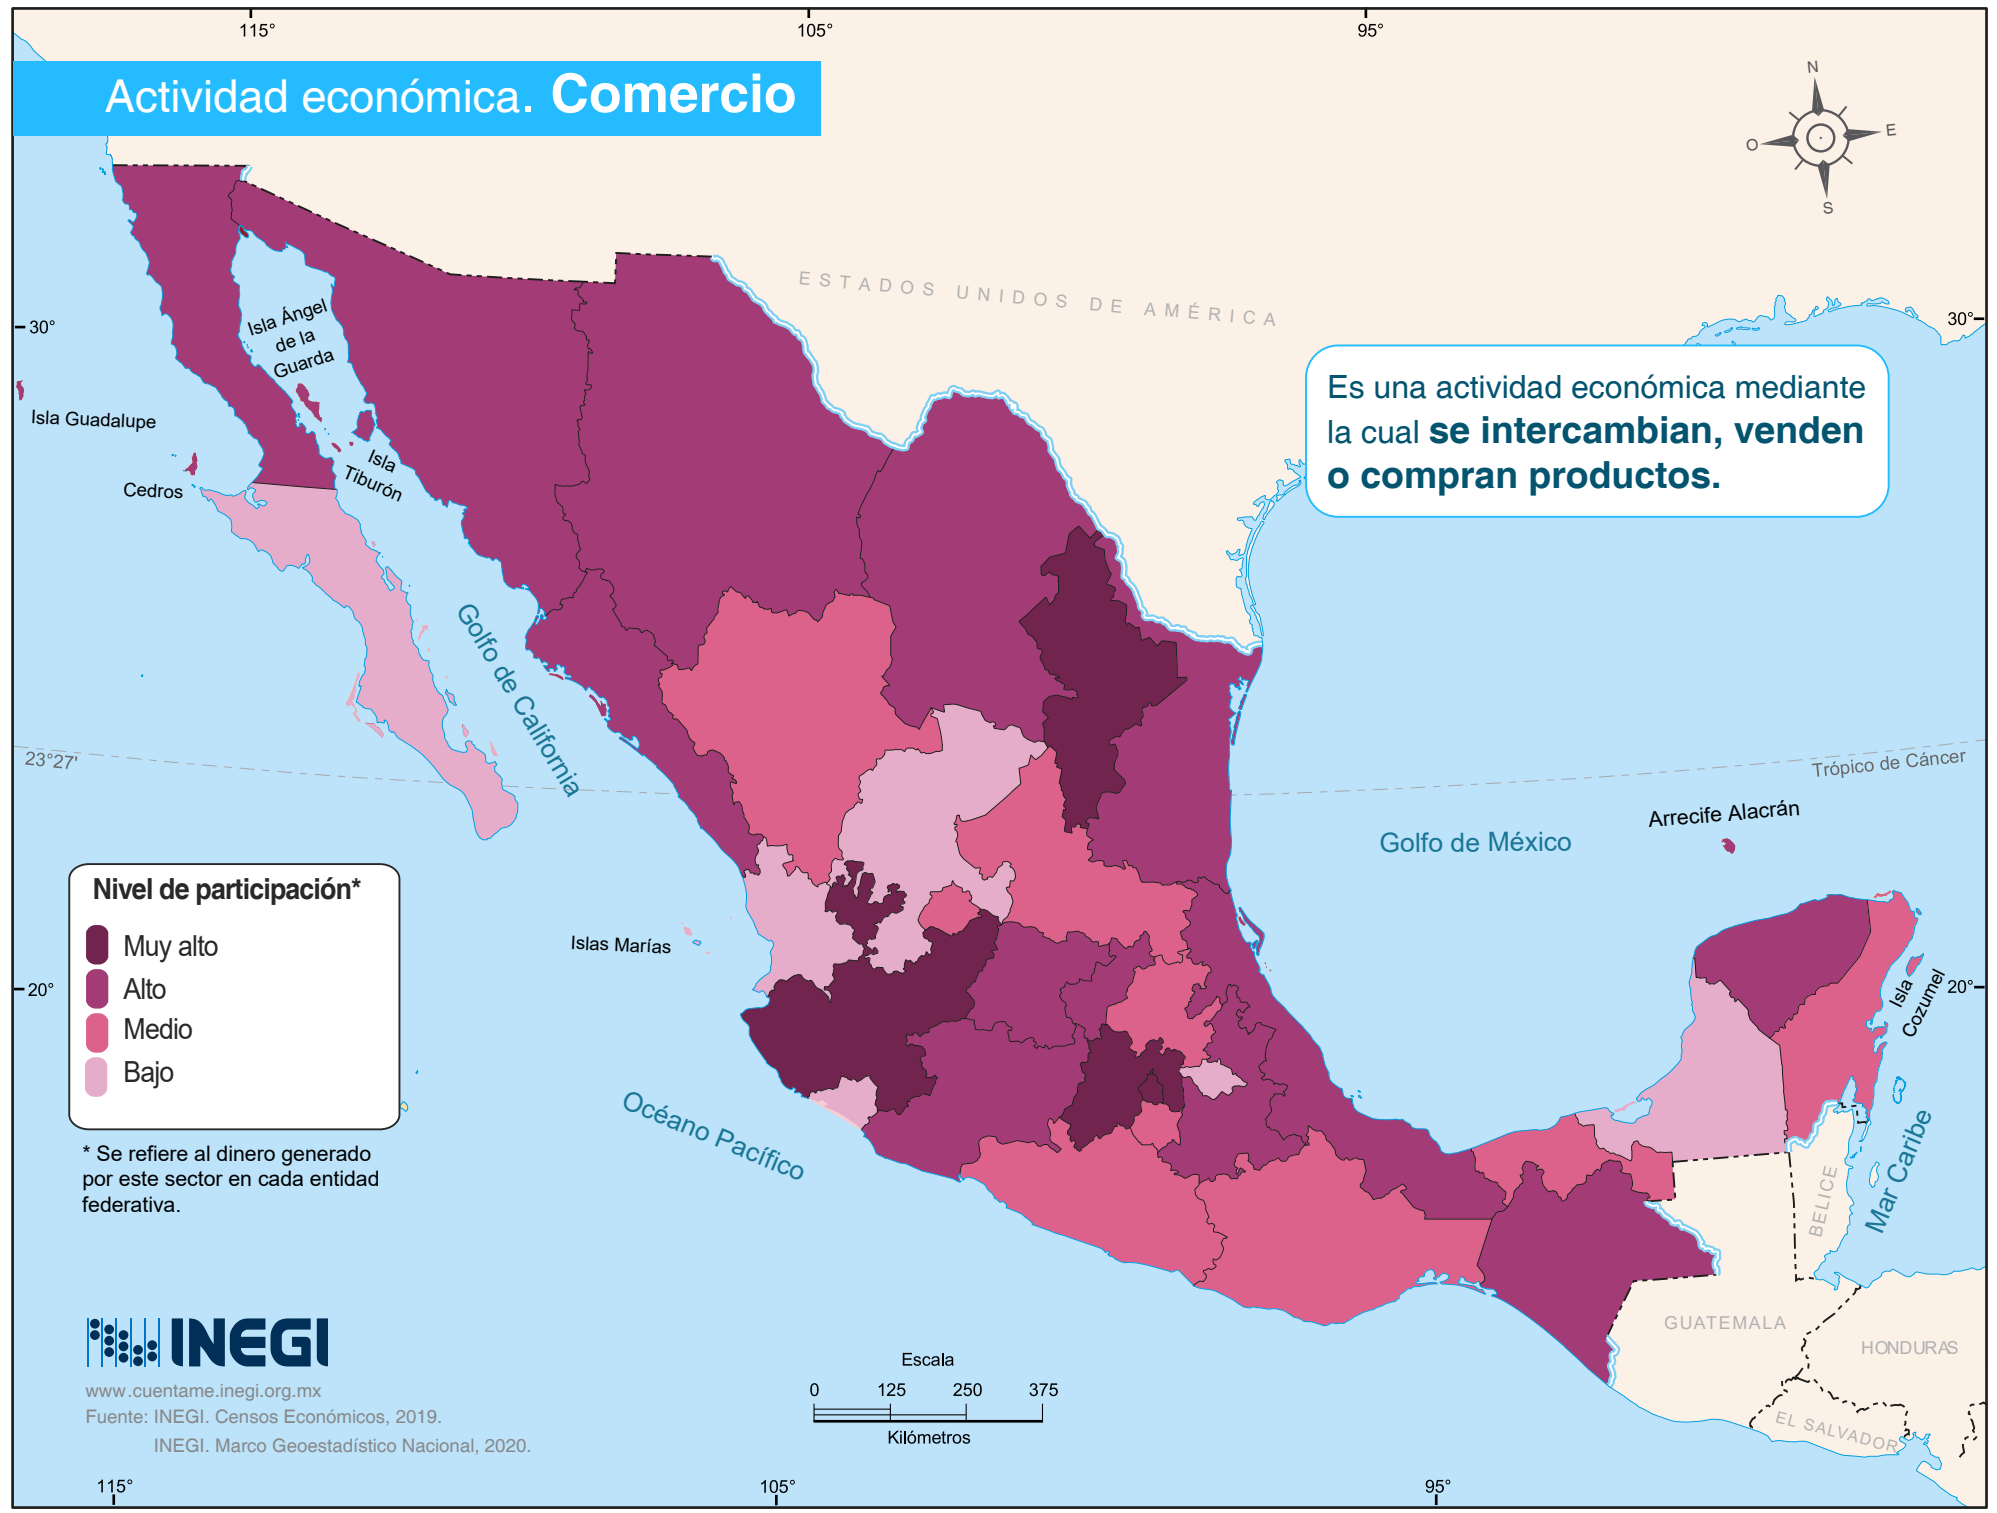 115°
105°
95°
Actividad económica. Comercio
N
O
E
S
ESTADOS UNIDOS DE AMÉRICA
30°
30°
Isla Ángel
de la
Guarda
Es una actividad económica mediante
la cual se intercambian, venden
o compran productos.
Isla Guadalupe
Isla
Tiburón
Cedros
Golfo de California
23°27'
Trópico de Cáncer
Arrecife Alacrán
Golfo de México
Nivel de participación*
Muy alto
Alto
Medio
Bajo
Islas Marías
20°
20°
Isla
Cozumel
Océano Pacífico
* Se refiere al dinero generado
por este sector en cada entidad
federativa.
BELICE
Mar Caribe
GUATEMALA
HONDURAS
EL SALVADOR
INEGI
www.cuentame.inegi.org.mx
Fuente: INEGI. Censos Económicos, 2019.
INEGI. Marco Geoestadístico Nacional, 2020.
Escala
0 125 250 375
Kilómetros
115°
105°
95°